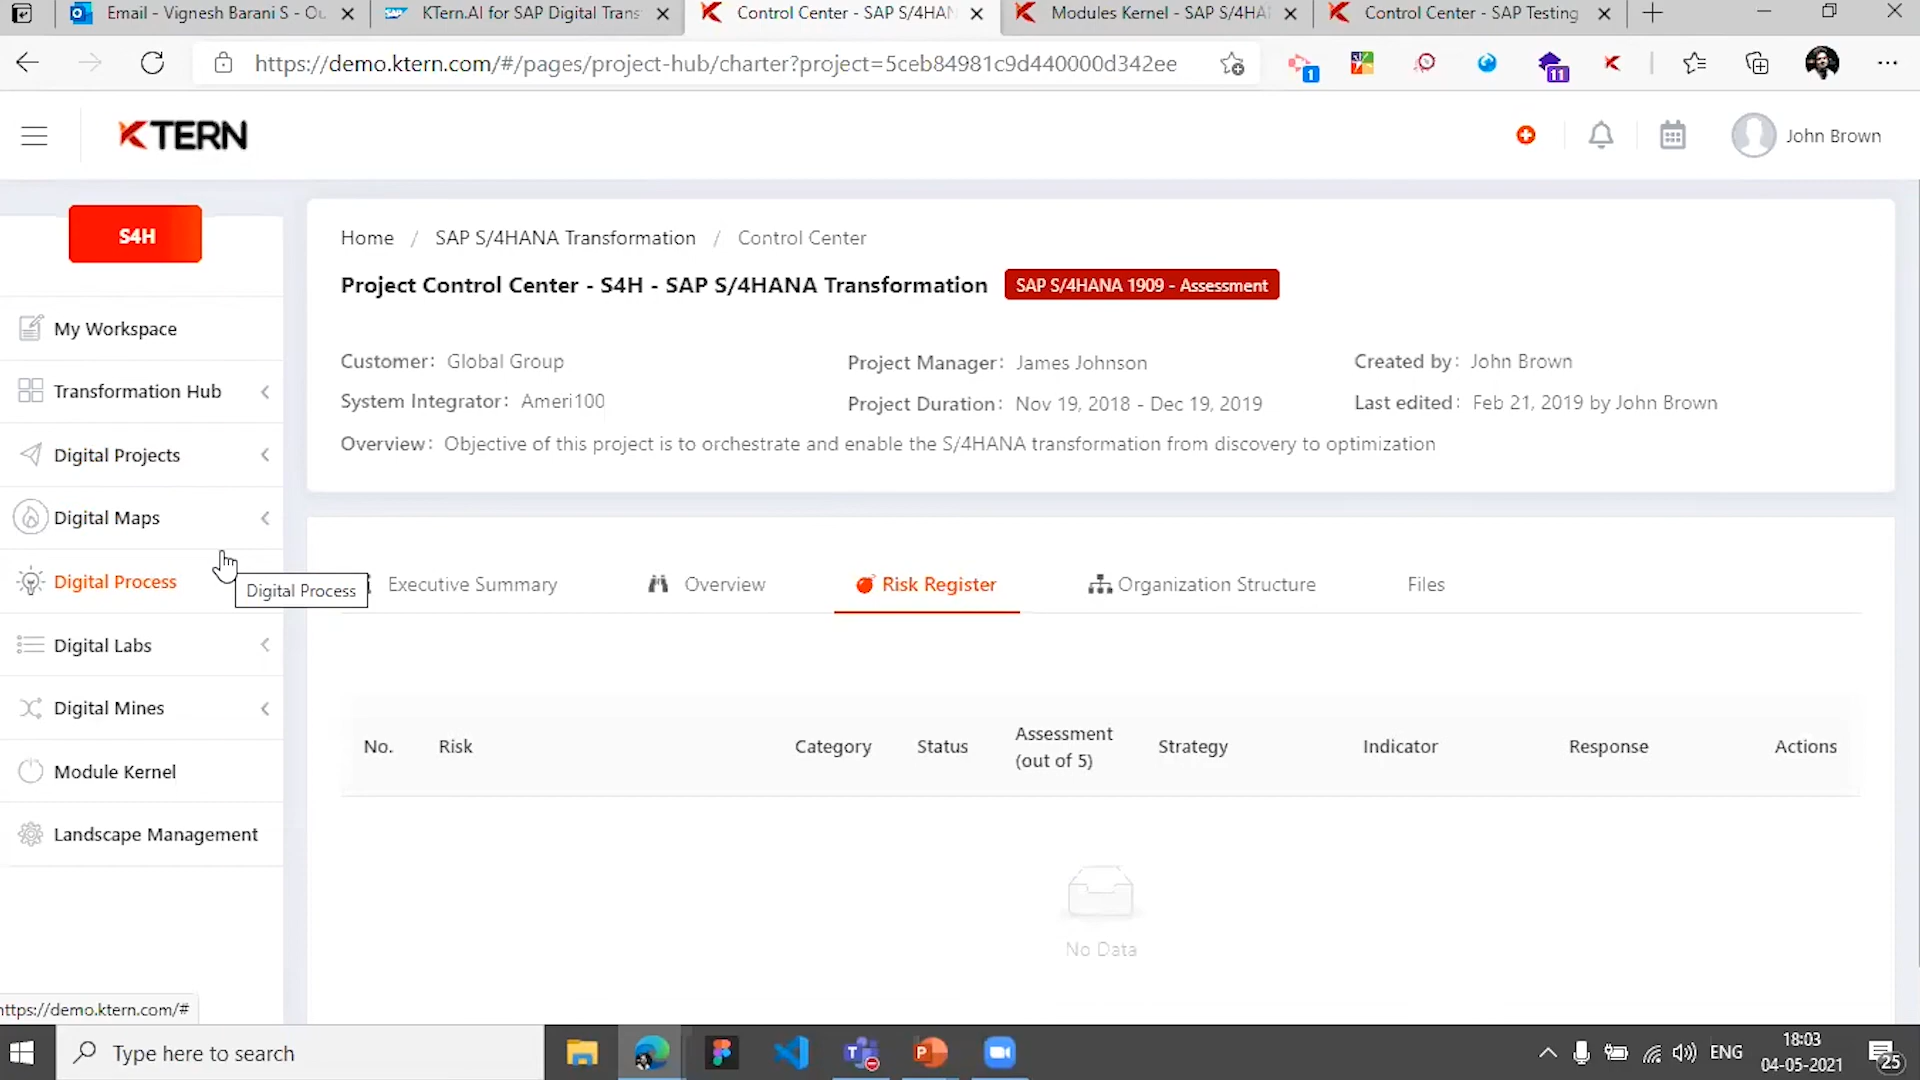 Email - Vignesh Barani S - Ou
KTern.AI for SAP Digital Trans
Control Center - SAP S/4HAN
Modules Kernel - SAP S/4HA
Control Center - SAP Testing
https://demo.ktern.com/#/pages/project-hub/charter?project=5ceb84981c9d440000d342ee
1
11
KTERN
John Brown
S4H
My Workspace
Transformation Hub
Digital Projects
Digital Maps
Digital Process
Digital Process
Digital Labs
Digital Mines
Module Kernel
Landscape Management
Home / SAP S/4HANA Transformation / Control Center
Project Control Center - S4H - SAP S/4HANA Transformation
SAP S/4HANA 1909 - Assessment
Customer: Global Group
Project Manager: James Johnson
Created by: John Brown
System Integrator: Ameri100
Project Duration: Nov 19, 2018 - Dec 19, 2019
Last edited: Feb 21, 2019 by John Brown
Overview: Objective of this project is to orchestrate and enable the S/4HANA transformation from discovery to optimization
Executive Summary
Overview
Risk Register
Organization Structure
Files
No.
Risk
Category
Status
Assessment
(out of 5)
Strategy
Indicator
Response
Actions
No Data
https://demo.ktern.com/#
Type here to search
ENG
18:03
04-05-2021
25